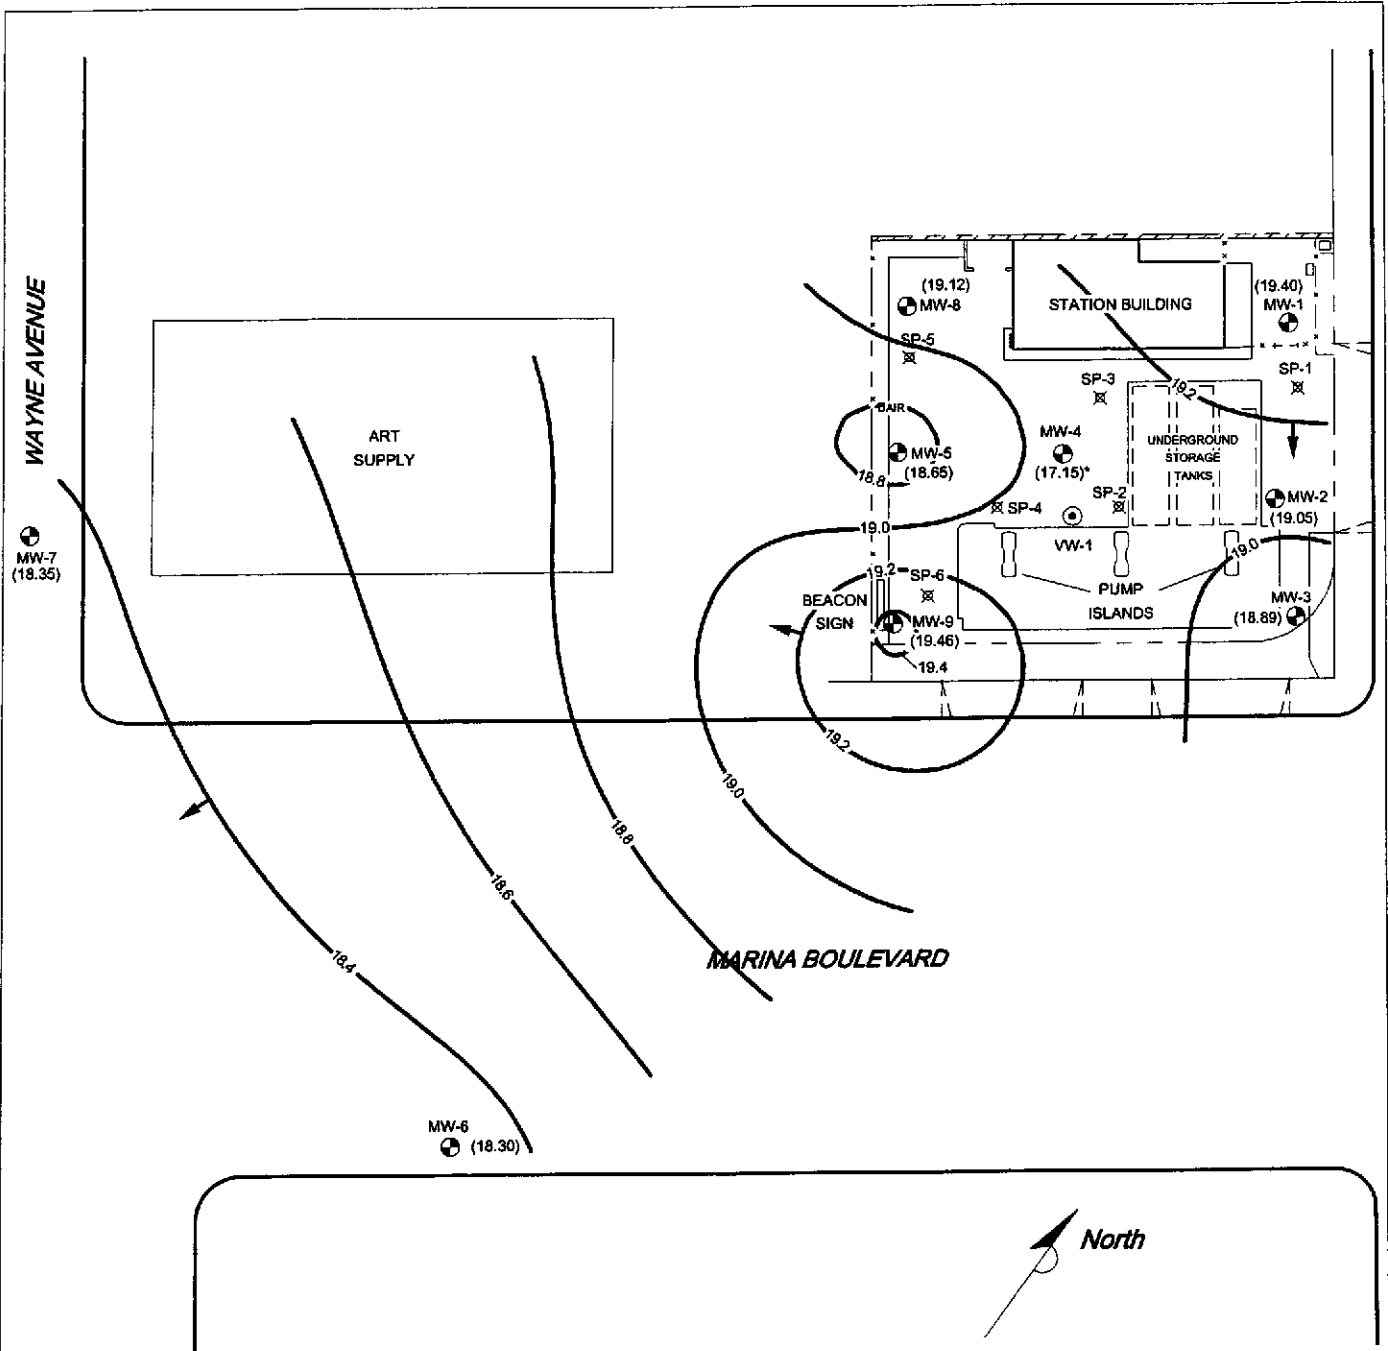 WAYNE AVENUE
ART
SUPPLY
(19.12)
MW-8
SP-5
STATION BUILDING
(19.40)
MW-1
SP-1
SP-3
19.2
AIR
MW-5
(18.65)
18.8
MW-4
(17.15)*
UNDERGROUND
STORAGE
TANKS
SP-4
SP-2
VW-1
MW-2
(19.05)
19.0
19.0
MW-7
(18.35)
19.2
SP-6
BEACON
SIGN
MW-9
(19.46)
19.4
PUMP
ISLANDS
MW-3
(18.89)
19.2
19.0
18.8
18.6
18.4
MARINA BOULEVARD
MW-6
(18.30)
North